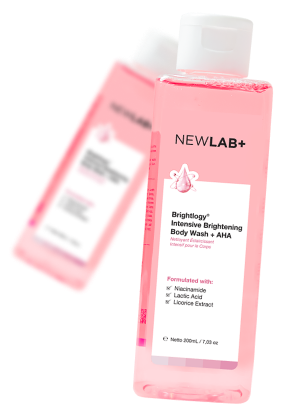 NEWLAB+
Brightlogy®
Intensive Brightening
Body Wash + AHA
Nettoyant Éclaircissant
Intensif pour le Corps
Formulated with:
Niacinamide
Lactic Acid
Licorice Extract
Netto 200mL / 7.03 oz